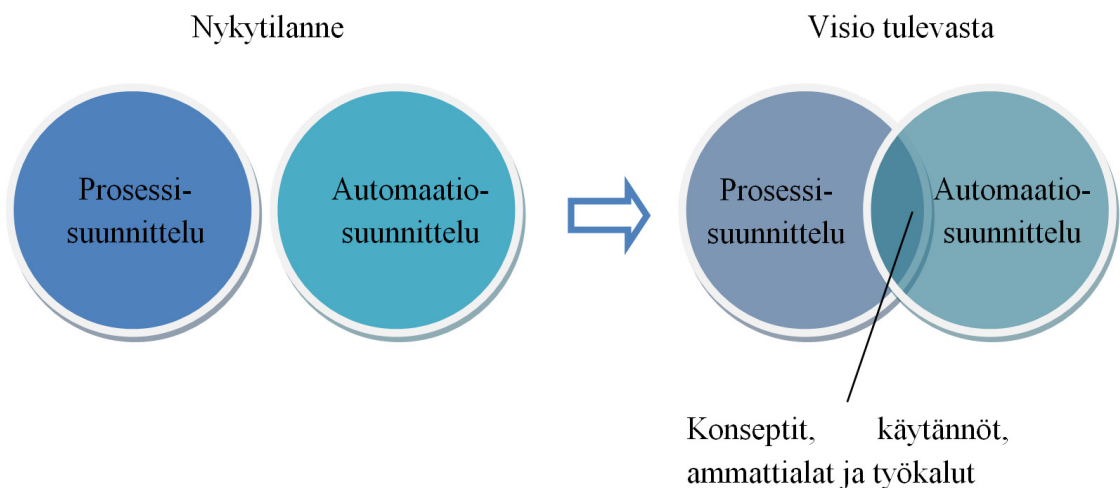 Nykytilanne
Visio tulevasta
Prosessi-
suunnittelu
Automaatio-
suunnittelu
Prosessi-
suunnittelu
Automaatio-
suunnittelu
Konseptit, käytännöt,
ammattialat ja työkalut